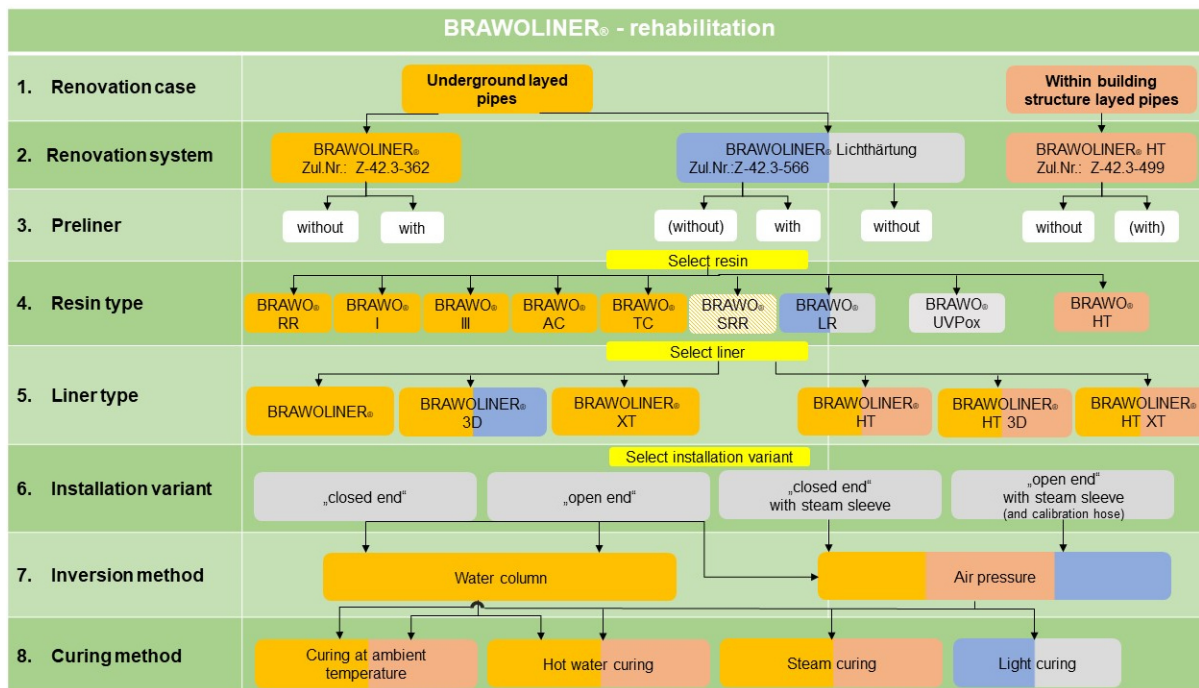 BRAWOLINER® - rehabilitation
1. Renovation case
Underground layed
pipes
Within building
structure layed pipes
2. Renovation system
BRAWOLINER®
Zul.Nr.: Z-42.3-362
BRAWOLINER® Lichthärtung
Zul.Nr.:Z-42.3-566
BRAWOLINER® HT
Zul.Nr.: Z-42.3-499
3. Preliner
without
with
(without)
with
without
without
(with)
Select resin
4. Resin type
BRAWO®
RR
BRAWO®
I
BRAWO®
III
BRAWO®
AC
BRAWO®
TC
BRAWO®
SRR
BRAWO®
LR
BRAWO®
UVPox
BRAWO®
HT
Select liner
5. Liner type
BRAWOLINER®
BRAWOLINER®
3D
BRAWOLINER®
XT
BRAWOLINER®
HT
BRAWOLINER®
HT 3D
BRAWOLINER®
HT XT
Select installation variant
6. Installation variant
„closed end“
„open end“
„closed end“
with steam sleeve
„open end“
with steam sleeve
(and calibration hose)
7. Inversion method
Water column
Air pressure
8. Curing method
Curing at ambient
temperature
Hot water curing
Steam curing
Light curing